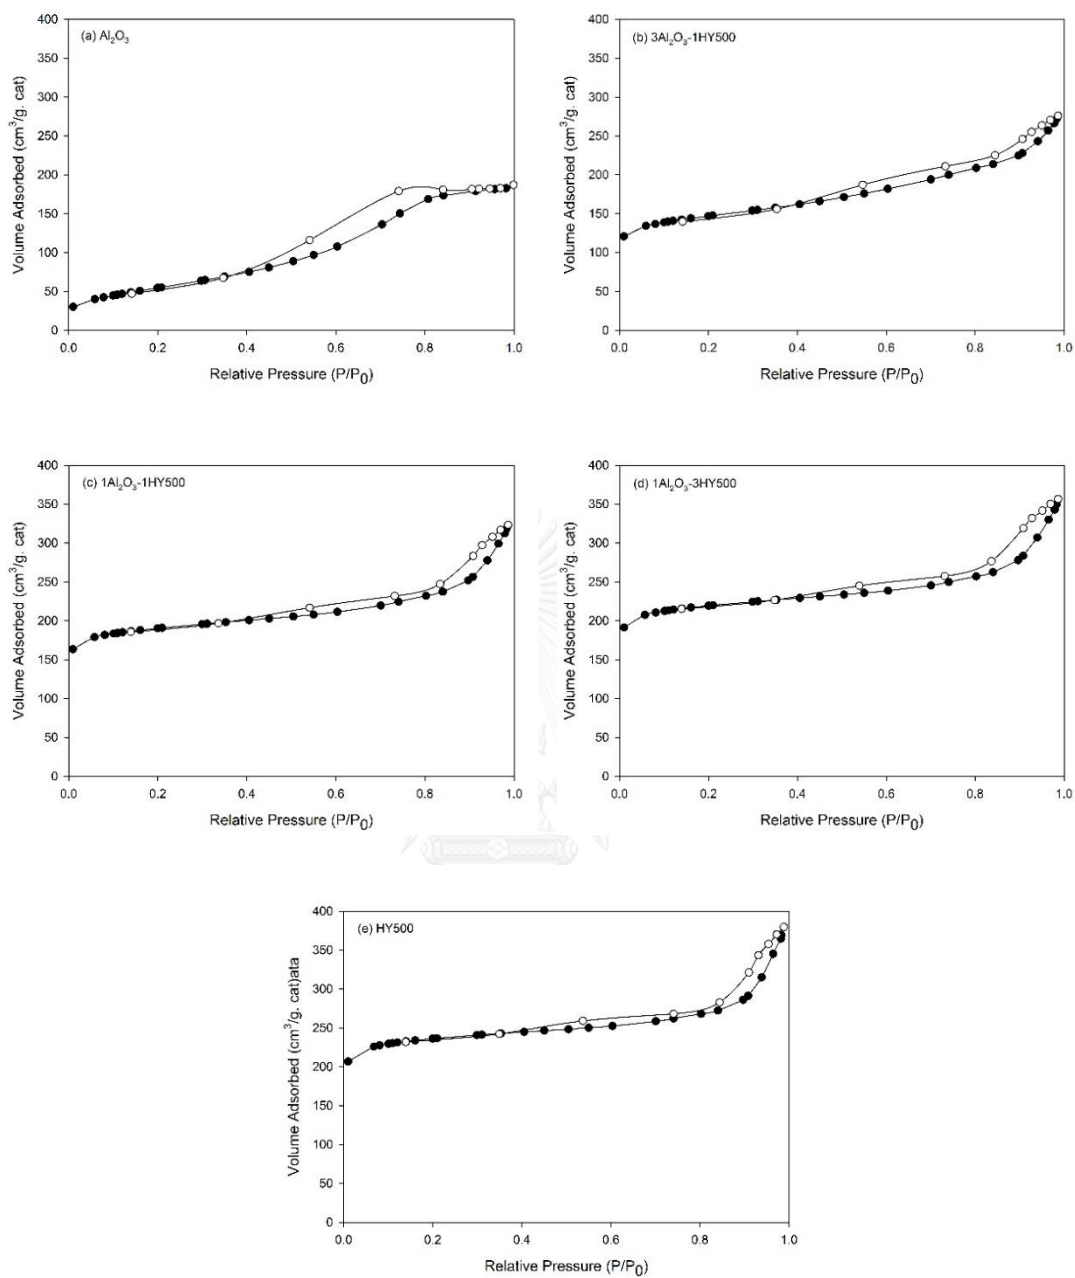 (a) Al₂O₃
Volume Adsorbed (cm³/g. cat)
400
350
300
250
200
150
100
50
0
0.0 0.2 0.4 0.6 0.8 1.0
Relative Pressure (P/P₀)
(b) 3Al₂O₃-1HY500
Volume Adsorbed (cm³/g. cat)
400
350
300
250
200
150
100
50
0
0.0 0.2 0.4 0.6 0.8 1.0
Relative Pressure (P/P₀)
(c) 1Al₂O₃-1HY500
Volume Adsorbed (cm³/g. cat)
400
350
300
250
200
150
100
50
0
0.0 0.2 0.4 0.6 0.8 1.0
Relative Pressure (P/P₀)
(d) 1Al₂O₃-3HY500
Volume Adsorbed (cm³/g. cat)
400
350
300
250
200
150
100
50
0
0.0 0.2 0.4 0.6 0.8 1.0
Relative Pressure (P/P₀)
(e) HY500
Volume Adsorbed (cm³/g. cat)ata
400
350
300
250
200
150
100
50
0
0.0 0.2 0.4 0.6 0.8 1.0
Relative Pressure (P/P₀)